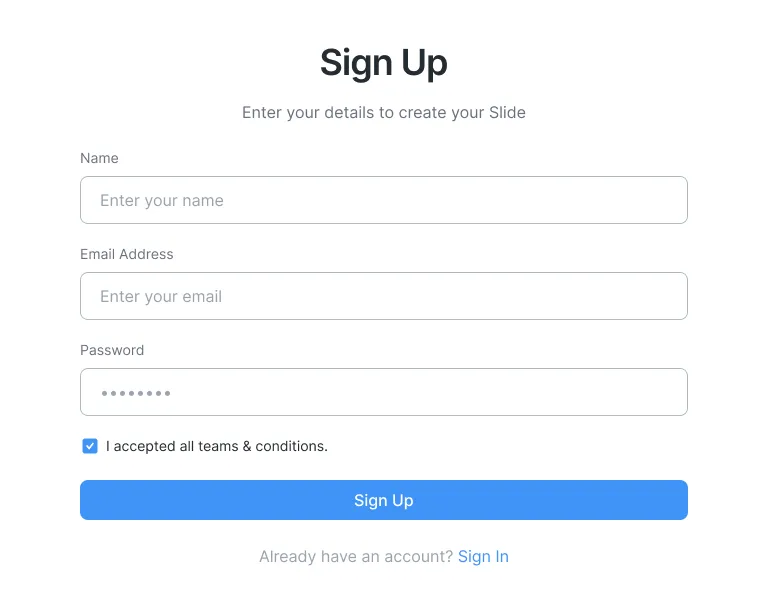 Sign Up
Enter your details to create your Slide
Name
Enter your name
Email Address
Enter your email
Password
••••••••
I accepted all teams & conditions.
Sign Up
Already have an account? Sign In